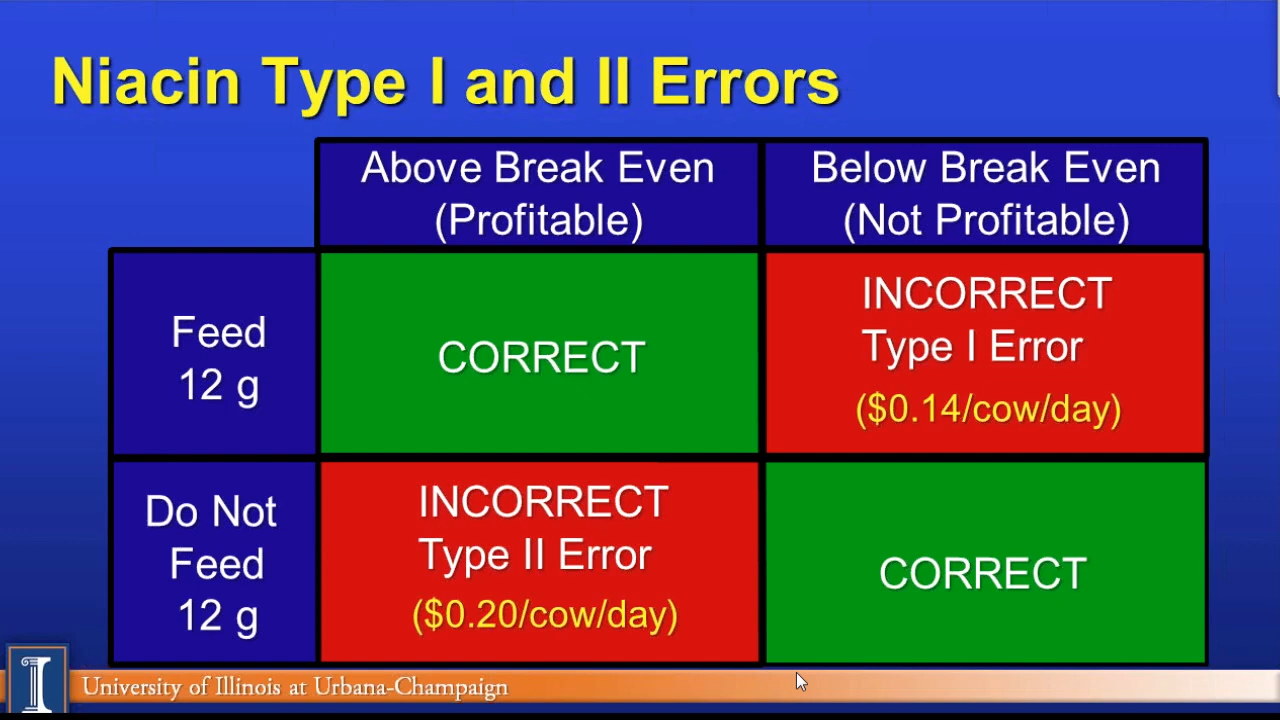 Niacin Type I and II Errors
Above Break Even
(Profitable)
Below Break Even
(Not Profitable)
Feed
12 g
CORRECT
INCORRECT
Type I Error
($0.14/cow/day)
Do Not
Feed
12 g
INCORRECT
Type II Error
($0.20/cow/day)
CORRECT
I
University of Illinois at Urbana-Champaign